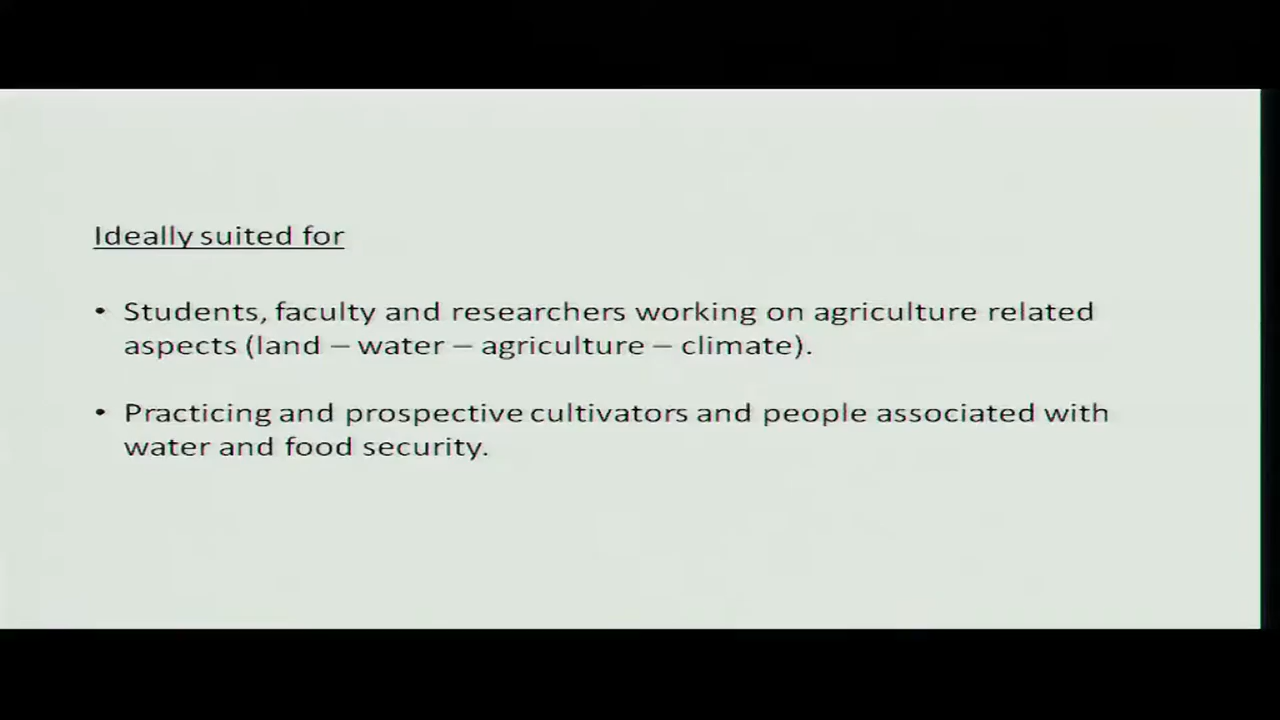 Ideally suited for
• Students, faculty and researchers working on agriculture related
aspects (land – water – agriculture – climate).
• Practicing and prospective cultivators and people associated with
water and food security.